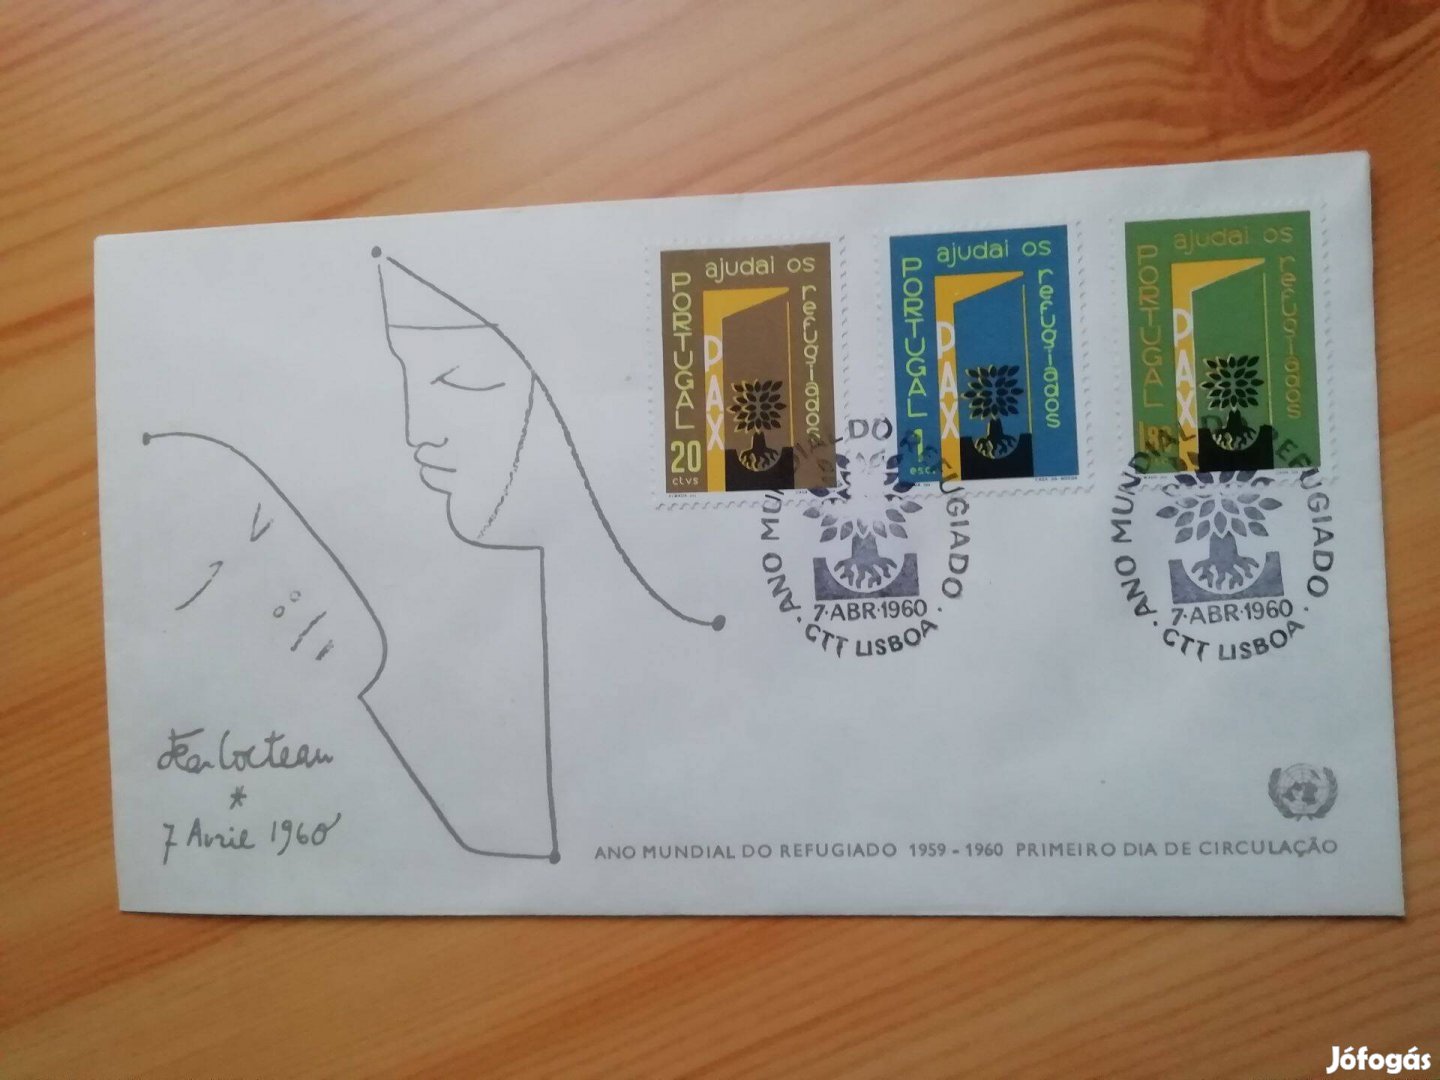 PORTUGAL
ajudai os
refugiados
PAX
20
ctvs
PORTUGAL
ajudai os
refugiados
PAX
1
esc.
PORTUGAL
ajudai os
refugiados
PAX
ANO MUNDIAL DO REFUGIADO
7·ABR·1960
CTT LISBOA
ANO MUNDIAL DO REFUGIADO
7·ABR·1960
CTT LISBOA
Jean Cocteau
*
7 Avril 1960
ANO MUNDIAL DO REFUGIADO 1959 - 1960 PRIMEIRO DIA DE CIRCULAÇÃO
Jófogás